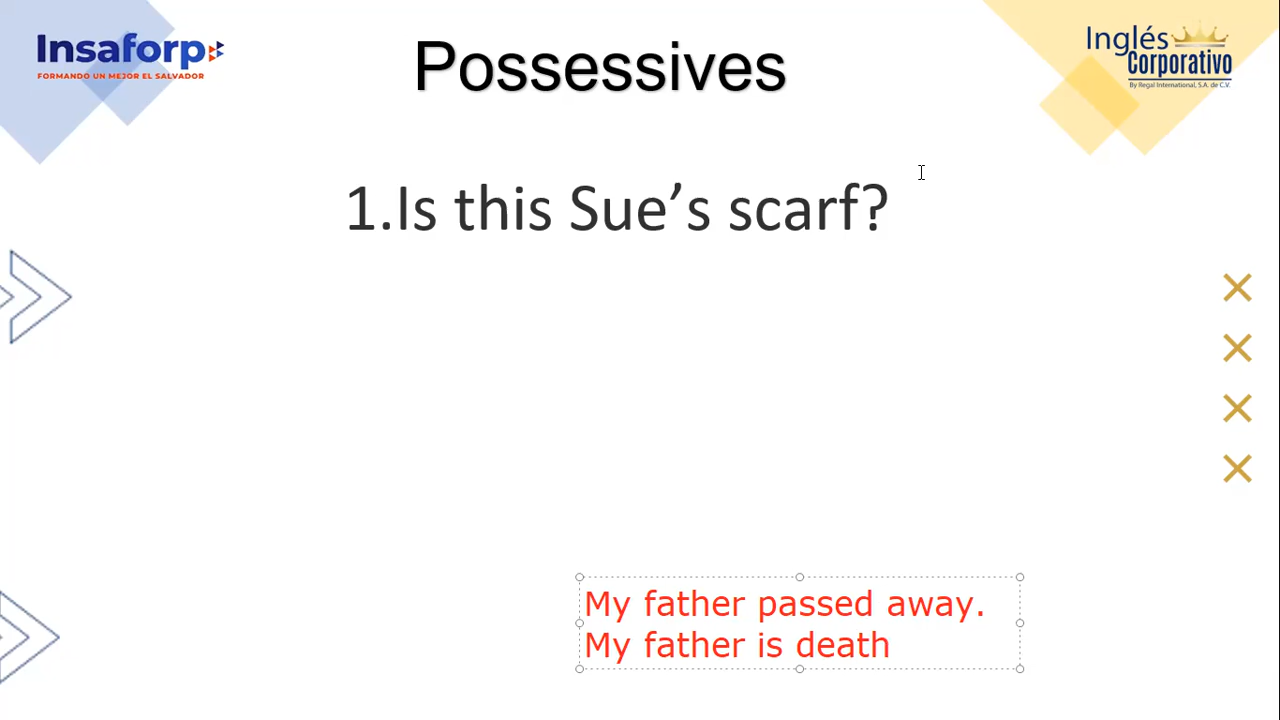 Insaforp
FORMANDO UN MEJOR EL SALVADOR
Possessives
Inglés
Corporativo
By Regal International, S.A. de C.V.
1.Is this Sue’s scarf?
My father passed away.
My father is death